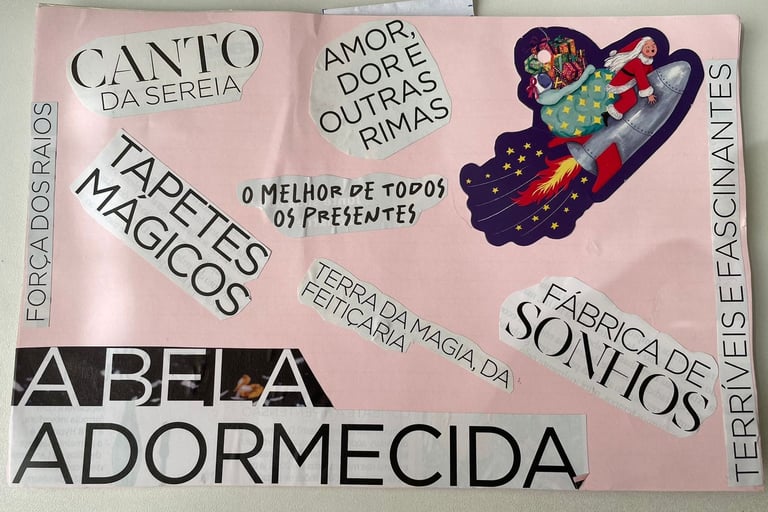 CANTO
DA SEREIA
AMOR,
DOR E
OUTRAS
RIMAS
FORÇA DOS RAIOS
TAPETES
MÁGICOS
O MELHOR DE TODOS
OS PRESENTES
TERRÍVEIS E FASCINANTES
TERRA DA MAGIA, DA
FEITIÇARIA
FÁBRICA DE
SONHOS
A BELA
ADORMECIDA